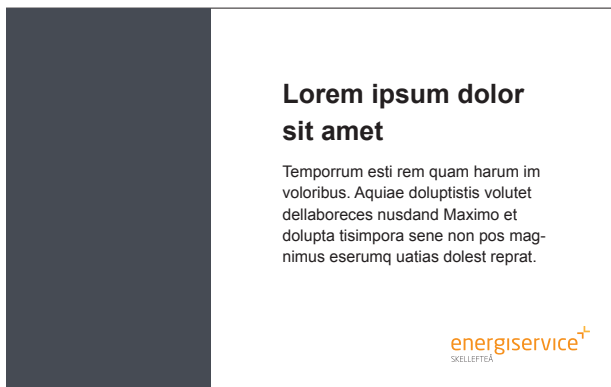 Lorem ipsum dolor
sit amet
Temporrum esti rem quam harum im
voloribus. Aquiae doluptistis volutet
dellaboreces nusdand Maximo et
dolupta tisimpora sene non pos mag-
nimus eserumq uatias dolest reprat.
energiservice
SKELLEFTEÅ